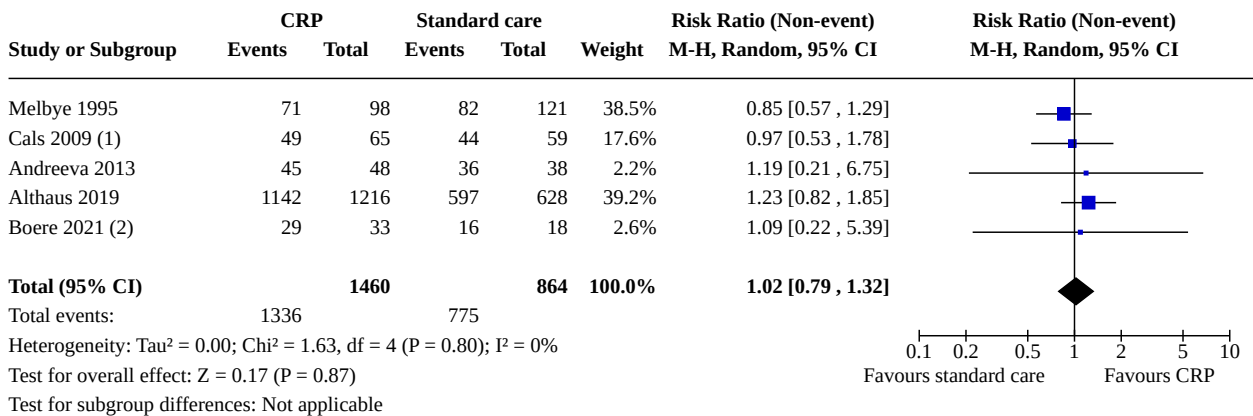 CRP Standard care Risk Ratio (Non-event) Risk Ratio (Non-event)
Study or Subgroup Events Total Events Total Weight M-H, Random, 95% CI M-H, Random, 95% CI
Melbye 1995 71 98 82 121 38.5% 0.85 [0.57 , 1.29]
Cals 2009 (1) 49 65 44 59 17.6% 0.97 [0.53 , 1.78]
Andreeva 2013 45 48 36 38 2.2% 1.19 [0.21 , 6.75]
Althaus 2019 1142 1216 597 628 39.2% 1.23 [0.82 , 1.85]
Boere 2021 (2) 29 33 16 18 2.6% 1.09 [0.22 , 5.39]
Total (95% CI) 1460 864 100.0% 1.02 [0.79 , 1.32]
Total events: 1336 775
Heterogeneity: Tau² = 0.00; Chi² = 1.63, df = 4 (P = 0.80); I² = 0%
0.1 0.2 0.5 1 2 5 10
Test for overall effect: Z = 0.17 (P = 0.87)
Favours standard care Favours CRP
Test for subgroup differences: Not applicable